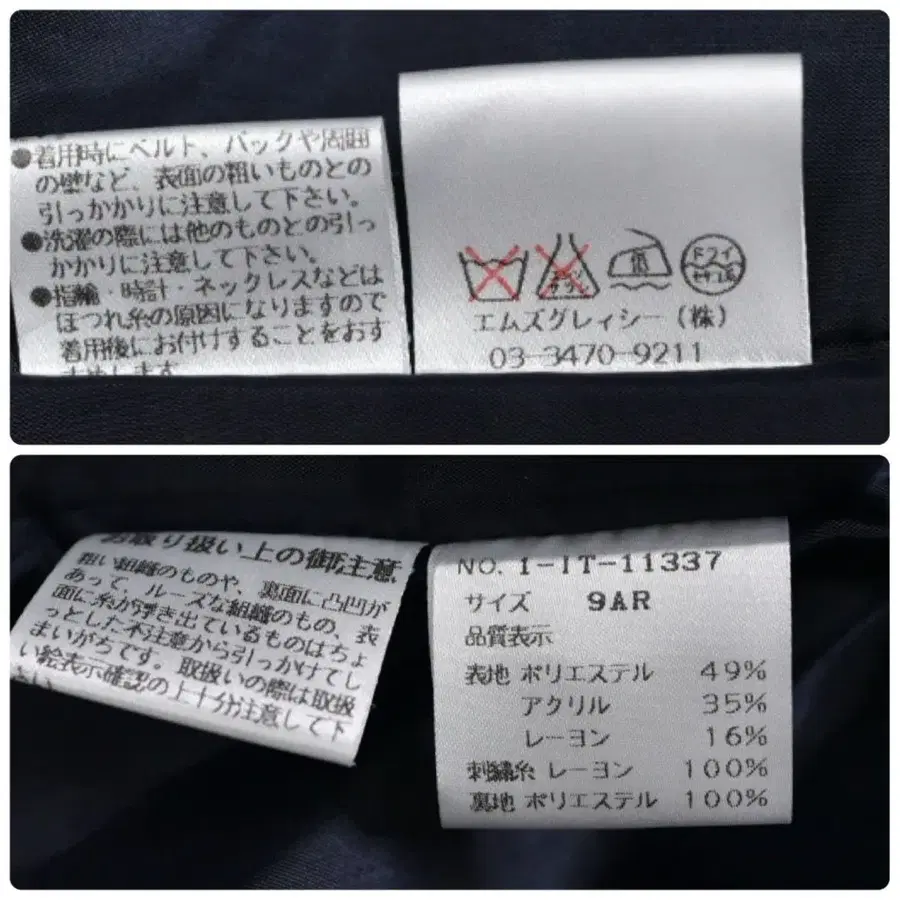 ●着用時にベルト、バックや周囲
の壁など、表面の粗いものとの
引っかかりに注意して下さい。
●洗濯の際には他のものとの引っ
かかりに注意して下さい。
●指輪・時計・ネックレスなどは
ほつれ糸の原因になりますので
着用後にお付けすることをおす
すめします
低
ドライ
エムズグレイシー(株)
03-3470-9211
お取り扱い上の御注意
粗い組織のものや、裏面に凸凹が
あって、ルーズな組織のもの、表
面に糸が浮き出ているものはちょ
っとした不注意から引っかけてし
まいがちです。取扱いの際は取扱
い絵表示確認の上十分注意して下
さい
NO. 1-IT-11337
サイズ 9AR
品質表示
表地 ポリエステル 49%
アクリル 35%
レーヨン 16%
刺繍糸 レーヨン 100%
裏地 ポリエステル 100%